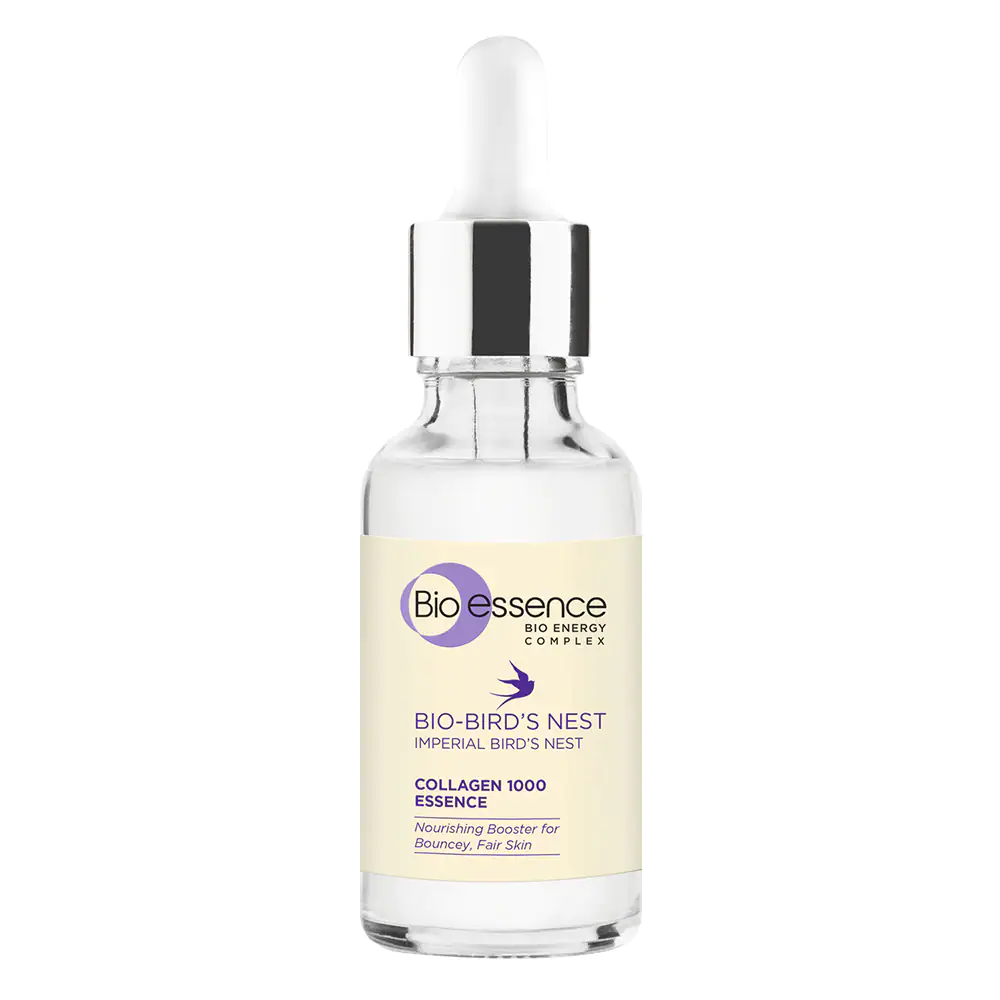 Bio essence
BIO ENERGY
COMPLEX
BIO-BIRD'S NEST
IMPERIAL BIRD'S NEST
COLLAGEN 1000
ESSENCE
Nourishing Booster for
Bouncey, Fair Skin